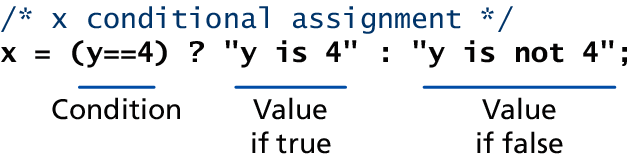 /* x conditional assignment */
x = (y==4) ? "y is 4" : "y is not 4";
Condition Value Value
if true if false